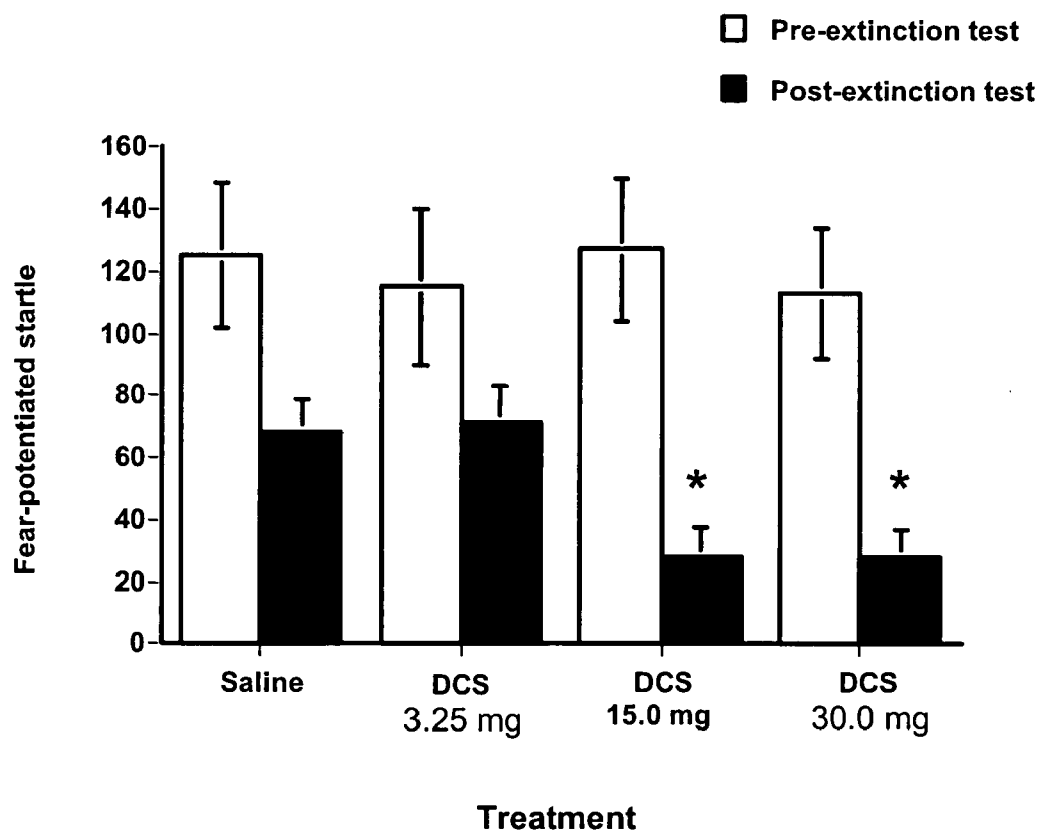 Pre-extinction test
Post-extinction test
160
140
120
100
80
60
40
20
0
Fear-potentiated startle
*
*
Saline
DCS
3.25 mg
DCS
15.0 mg
DCS
30.0 mg
Treatment